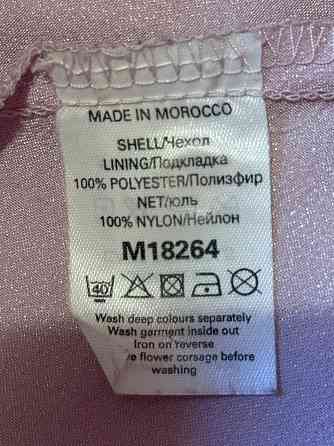 MADE IN MOROCCO
SHELL/Чехол
LINING/Подкладка
100% POLYESTER/Полизфир
NET/юль
100% NYLON/Нейлон
M18264
40°
Wash deep colours separately
Wash garment inside out
Iron on reverse
flower corsage before
washing